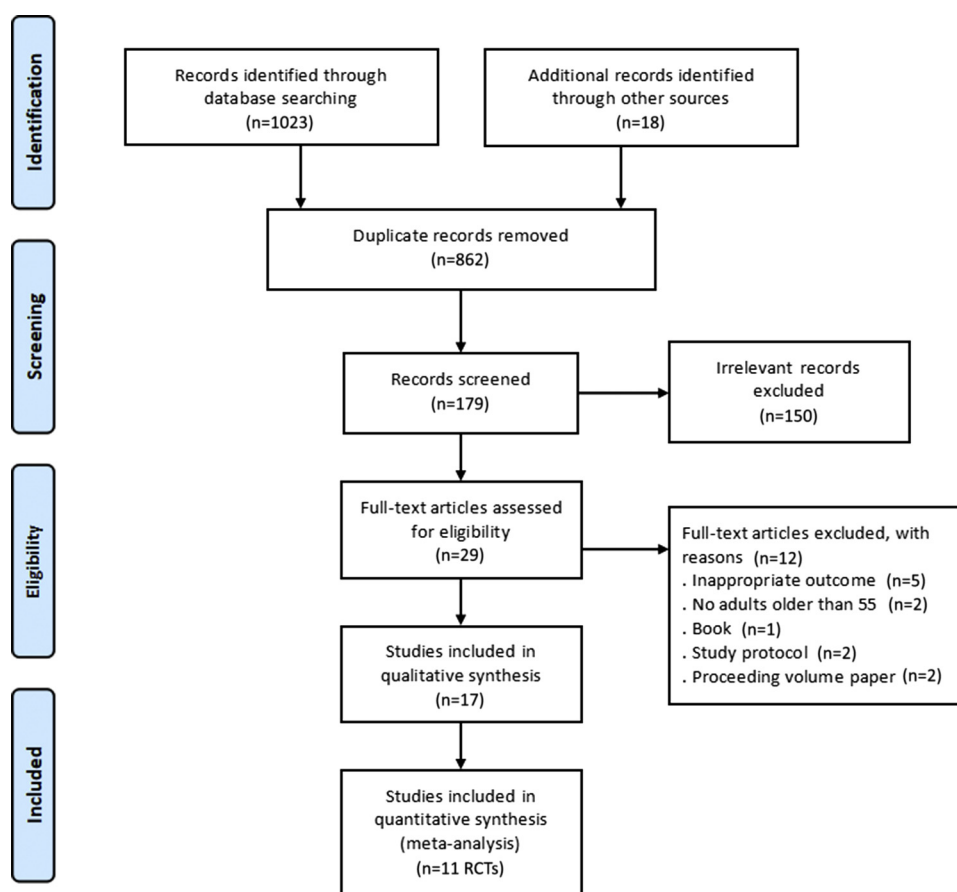 Identification
Records identified through
database searching
(n=1023)
Additional records identified
through other sources
(n=18)
Duplicate records removed
(n=862)
Screening
Records screened
(n=179)
Irrelevant records
excluded
(n=150)
Eligibility
Full-text articles assessed
for eligibility
(n=29)
Full-text articles excluded, with
reasons (n=12)
. Inappropriate outcome (n=5)
. No adults older than 55 (n=2)
. Book (n=1)
. Study protocol (n=2)
. Proceeding volume paper (n=2)
Studies included in
qualitative synthesis
(n=17)
Included
Studies included in
quantitative synthesis
(meta-analysis)
(n=11 RCTs)